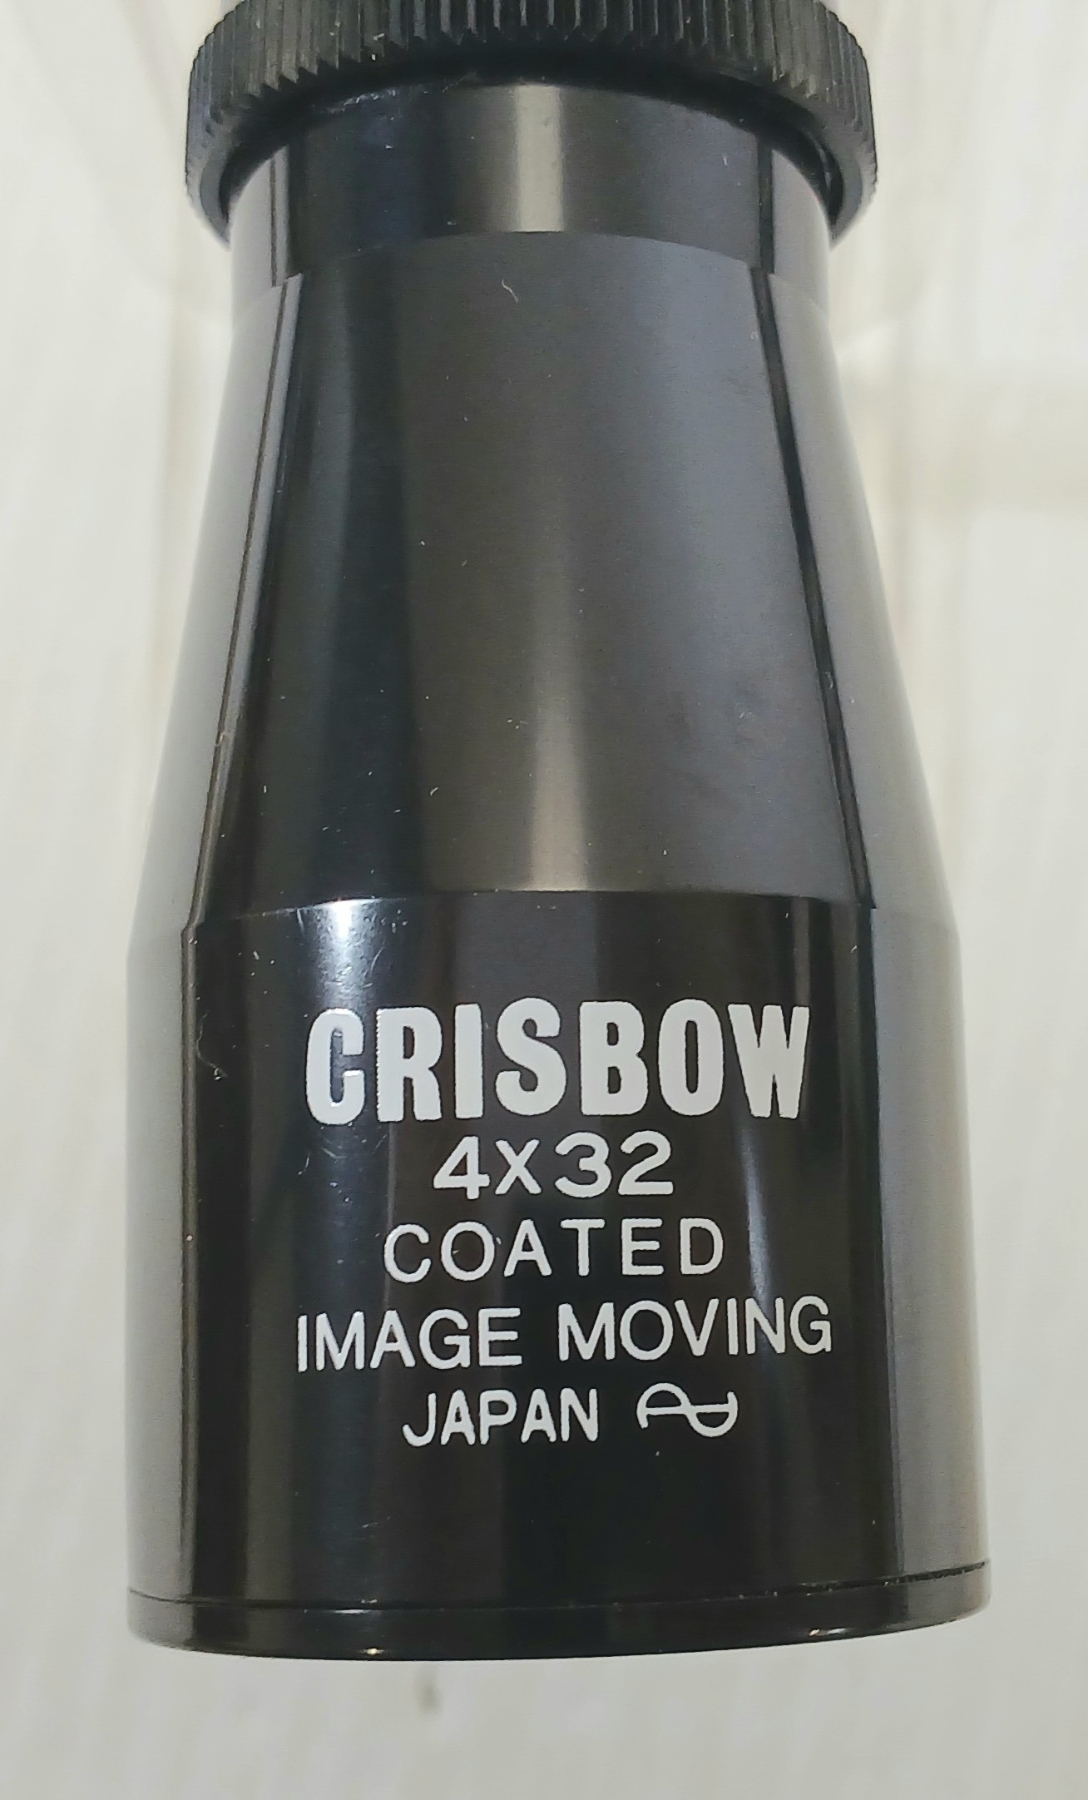 CRISBOW
4X32
COATED
IMAGE MOVING
JAPAN